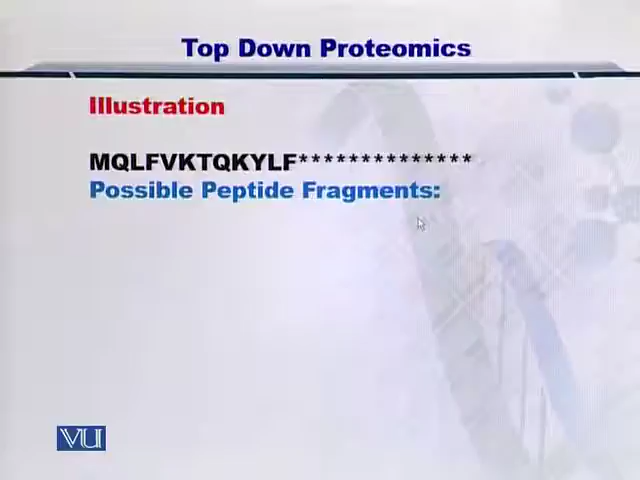 Top Down Proteomics
Illustration
MQLFVKTQKYLF**************
Possible Peptide Fragments:
VU